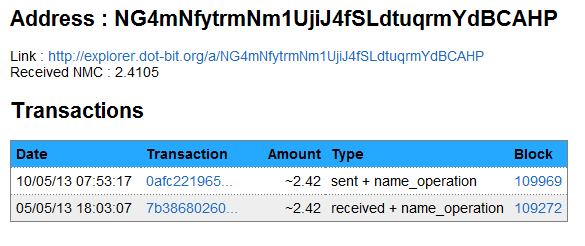 Address : NG4mNfytrmNm1UjiJ4fSLdtuqrmYdBCAHP
Link : http://explorer.dot-bit.org/a/NG4mNfytrmNm1UjiJ4fSLdtuqrmYdBCAHP
Received NMC : 2.4105
Transactions
Date Transaction Amount Type Block
10/05/13 07:53:17 0afc221965... ~2.42 sent + name_operation 109969
05/05/13 18:03:07 7b38680260... ~2.42 received + name_operation 109272